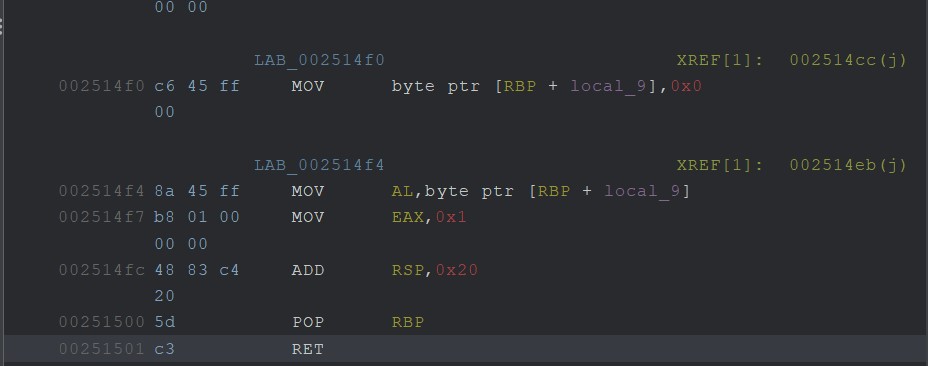 00 00
LAB_002514f0 XREF[1]: 002514cc(j)
002514f0 c6 45 ff MOV byte ptr [RBP + local_9],0x0
00
LAB_002514f4 XREF[1]: 002514eb(j)
002514f4 8a 45 ff MOV AL,byte ptr [RBP + local_9]
002514f7 b8 01 00 MOV EAX,0x1
00 00
002514fc 48 83 c4 ADD RSP,0x20
20
00251500 5d POP RBP
00251501 c3 RET